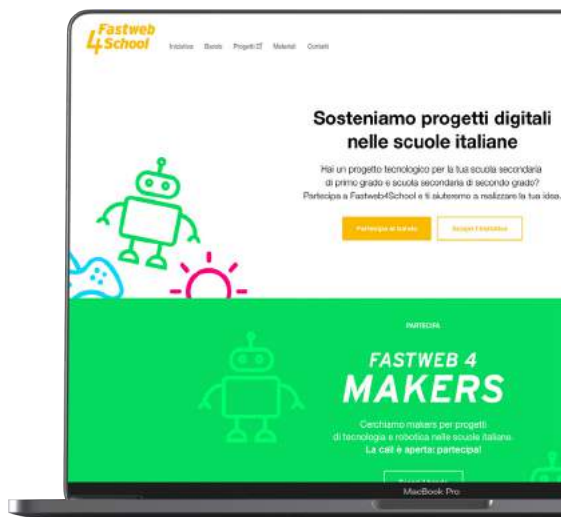 Fastweb
4School
Iniziativa Bando Progetti Materiali Contatti
Sosteniamo progetti digitali
nelle scuole italiane
Hai un progetto tecnologico per la tua scuola secondaria
di primo grado e scuola secondaria di secondo grado?
Partecipa a Fastweb4School e ti aiuteremo a realizzare la tua idea.
Partecipa al bando Scopri l'iniziativa
PARTECIPA
FASTWEB 4
MAKERS
Cerchiamo makers per progetti
di tecnologia e robotica nelle scuole italiane.
La call è aperta: partecipa!
MacBook Pro